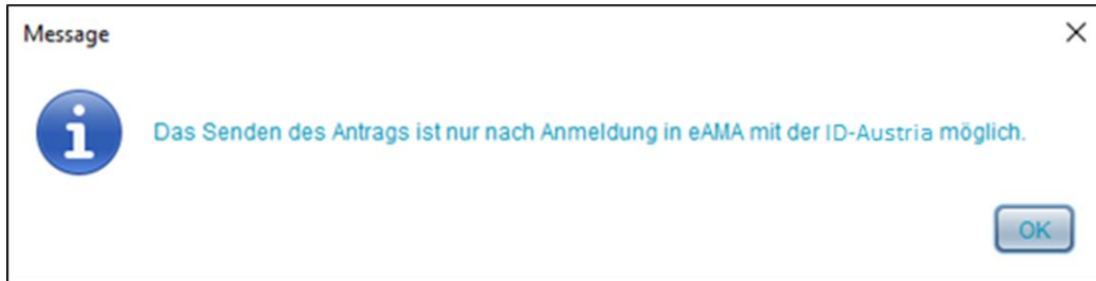 Message
Das Senden des Antrags ist nur nach Anmeldung in eAMA mit der ID-Austria möglich.
OK